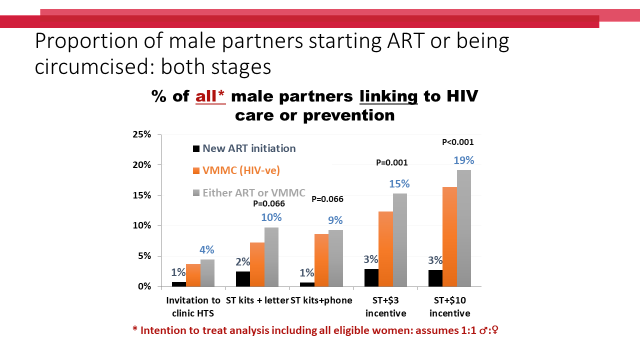 Proportion of male partners starting ART or being
circumcised: both stages
% of all* male partners linking to HIV
care or prevention
25%
20%
15%
10%
5%
0%
New ART initiation
VMMC (HIV-ve)
Either ART or VMMC
1%
4%
2%
P=0.066
10%
1%
P=0.066
9%
3%
P=0.001
15%
3%
P<0.001
19%
Invitation to
clinic HTS
ST kits + letter
ST kits+phone
ST+$3
incentive
ST+$10
incentive
* Intention to treat analysis including all eligible women: assumes 1:1 ♂:♀